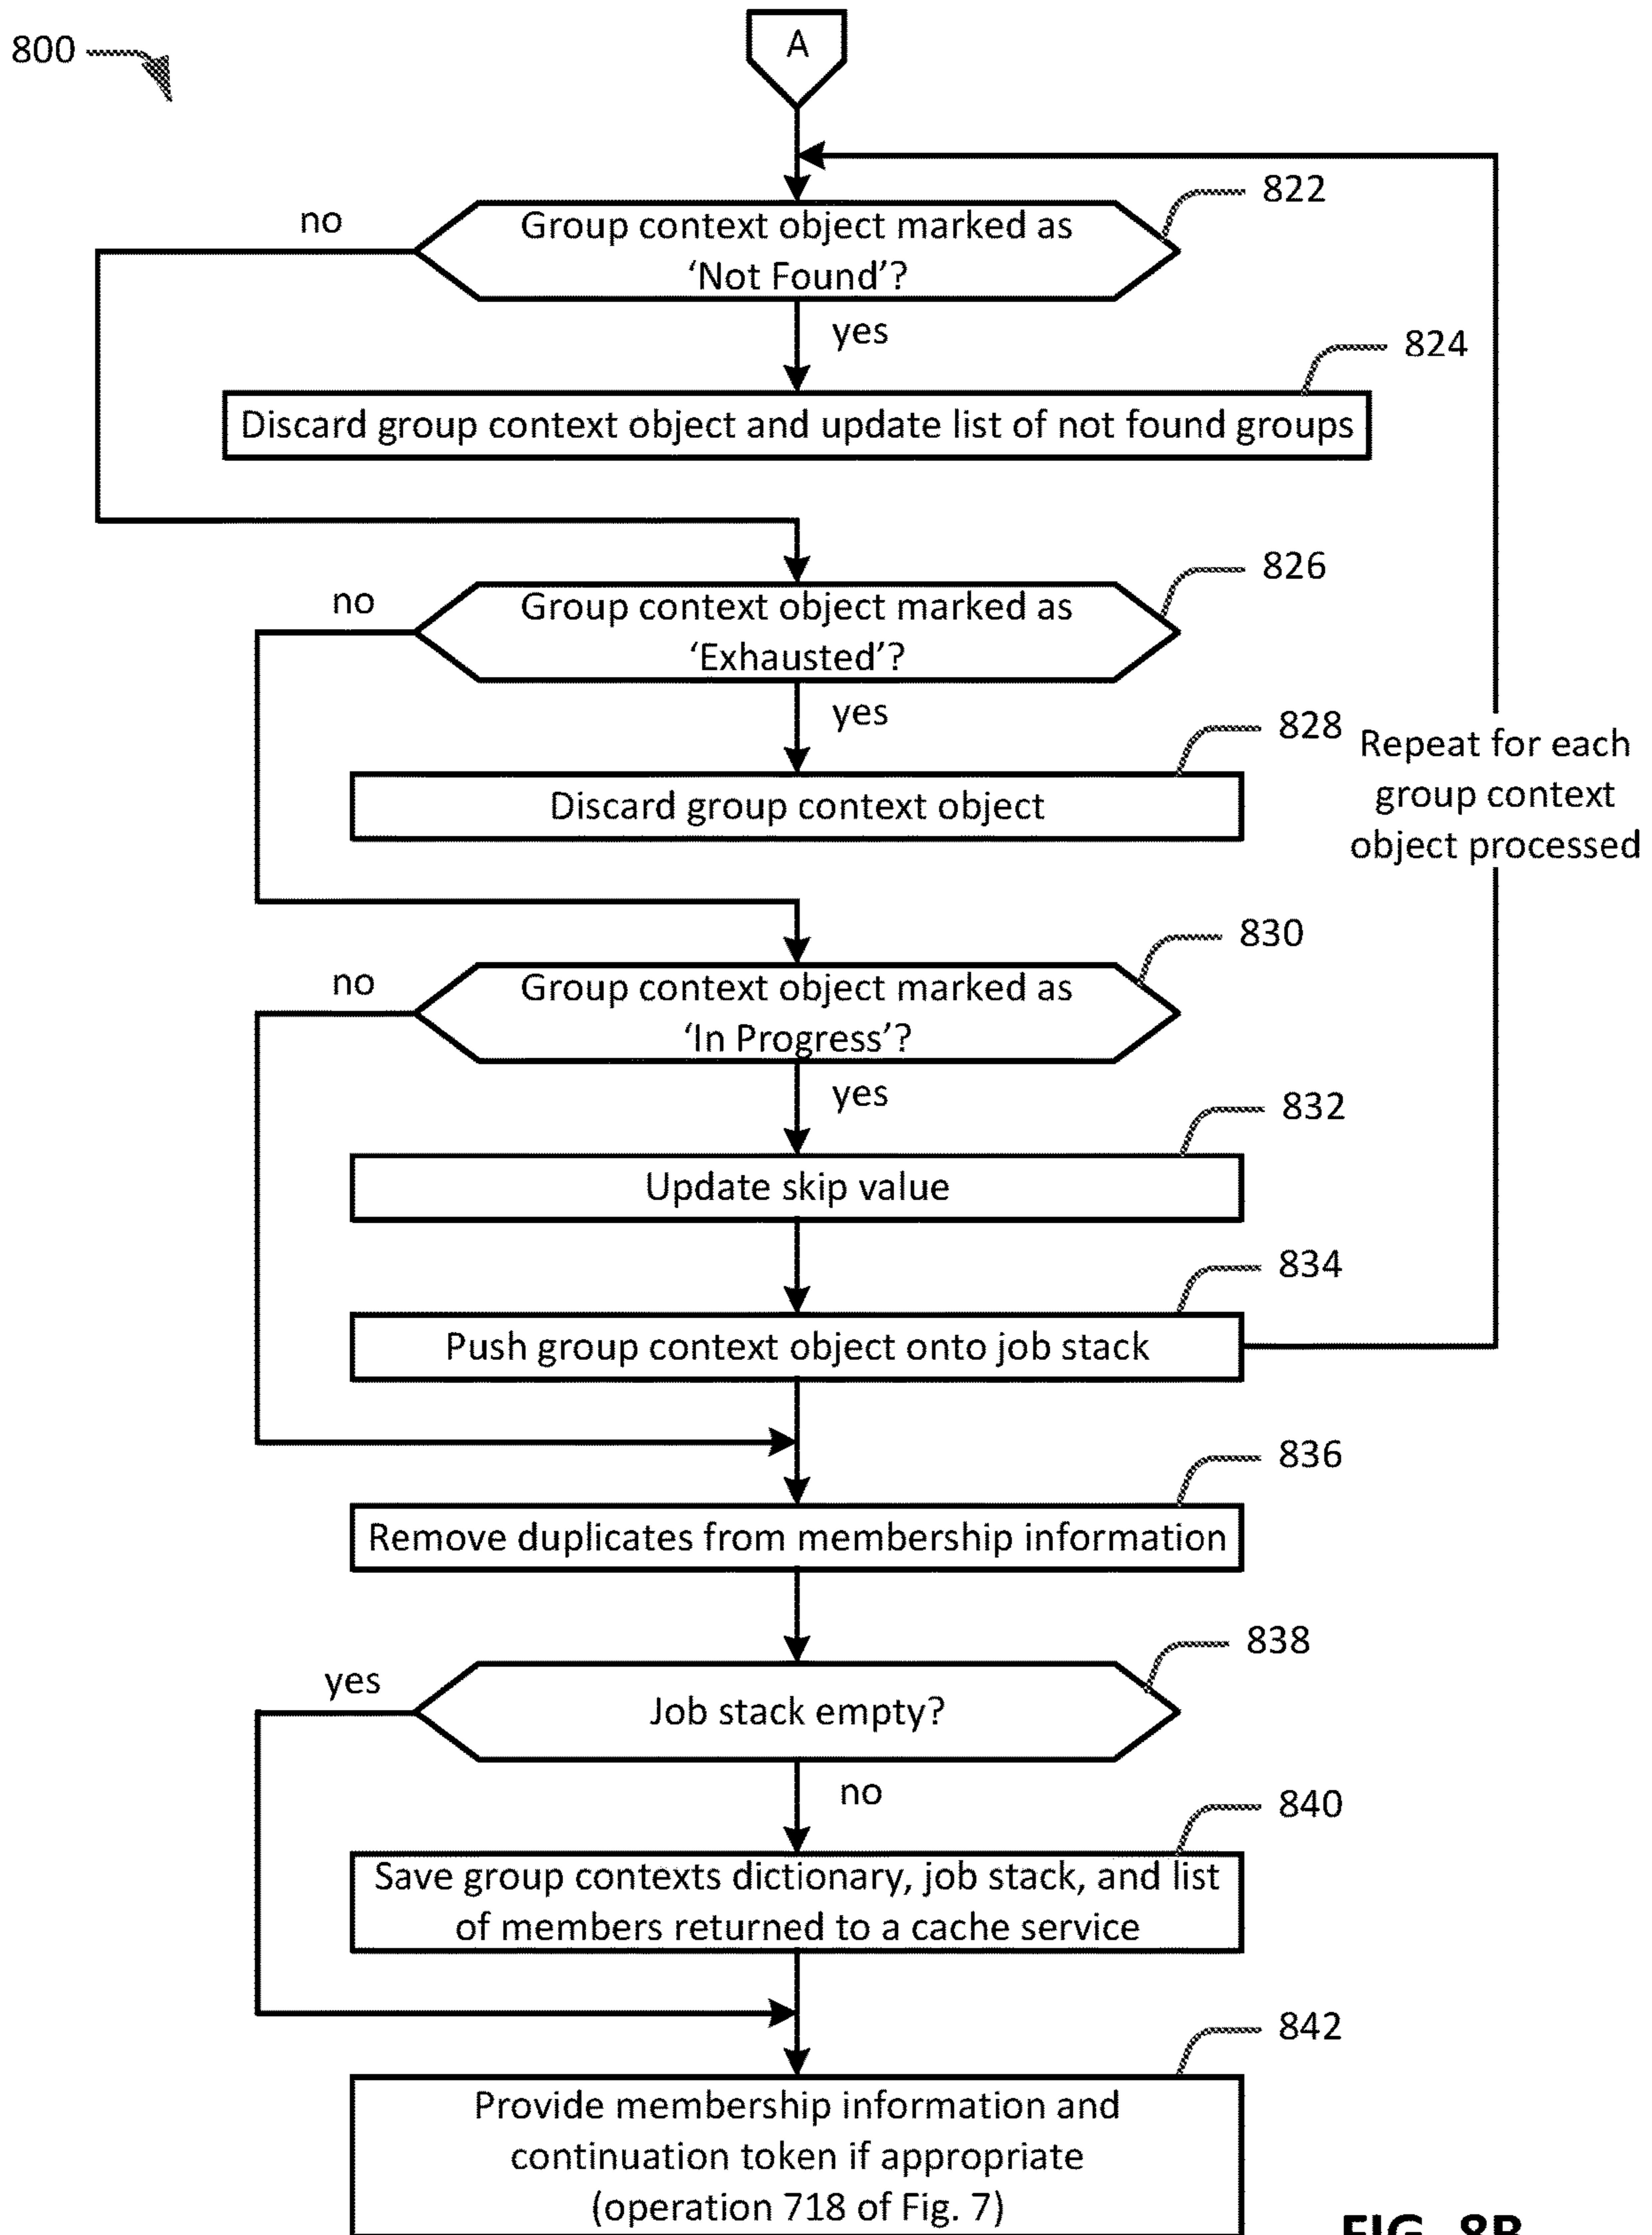 800
A
no
822
Group context object marked as
‘Not Found’?
yes
824
Discard group context object and update list of not found groups
826
no
Group context object marked as
‘Exhausted’?
yes
828
Repeat for each
group context
object processed
Discard group context object
830
no
Group context object marked as
‘In Progress’?
yes
832
Update skip value
834
Push group context object onto job stack
836
Remove duplicates from membership information
838
yes
Job stack empty?
no
840
Save group contexts dictionary, job stack, and list
of members returned to a cache service
842
Provide membership information and
continuation token if appropriate
(operation 718 of Fig. 7)
FIG. 8B